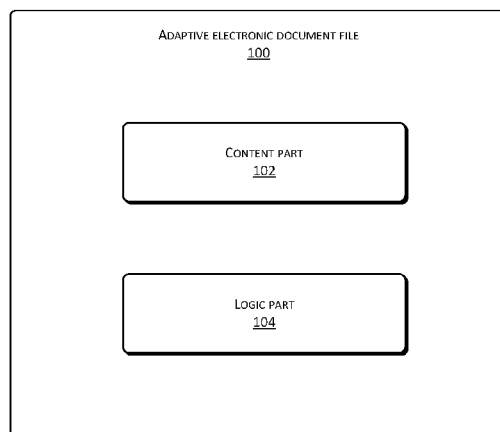 ADAPTIVE ELECTRONIC DOCUMENT FILE
100
CONTENT PART
102
LOGIC PART
104